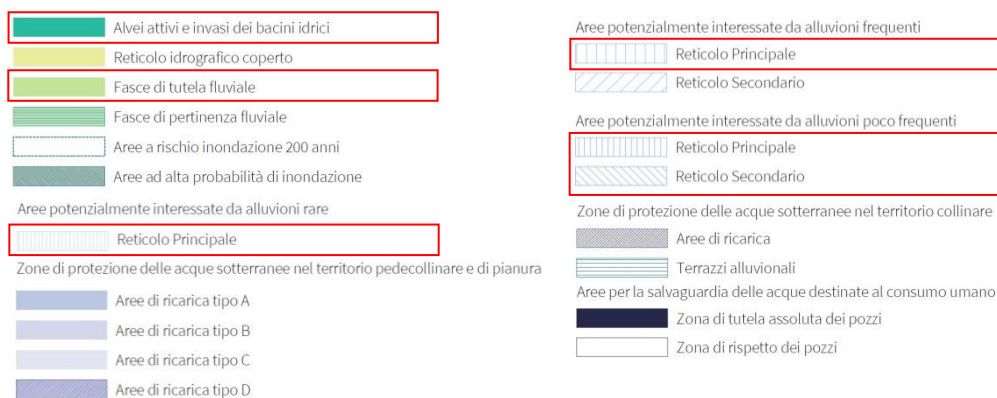 Alvei attivi e invasi dei bacini idrici
Reticolo idrografico coperto
Fasce di tutela fluviale
Fasce di pertinenza fluviale
Aree a rischio inondazione 200 anni
Aree ad alta probabilità di inondazione
Aree potenzialmente interessate da alluvioni rare
Reticolo Principale
Zone di protezione delle acque sotterranee nel territorio pedecollinare e di pianura
Aree di ricarica tipo A
Aree di ricarica tipo B
Aree di ricarica tipo C
Aree di ricarica tipo D
Aree potenzialmente interessate da alluvioni frequenti
Reticolo Principale
Reticolo Secondario
Aree potenzialmente interessate da alluvioni poco frequenti
Reticolo Principale
Reticolo Secondario
Zone di protezione delle acque sotterranee nel territorio collinare
Aree di ricarica
Terrazzi alluvionali
Aree per la salvaguardia delle acque destinate al consumo umano
Zona di tutela assoluta dei pozzi
Zona di rispetto dei pozzi